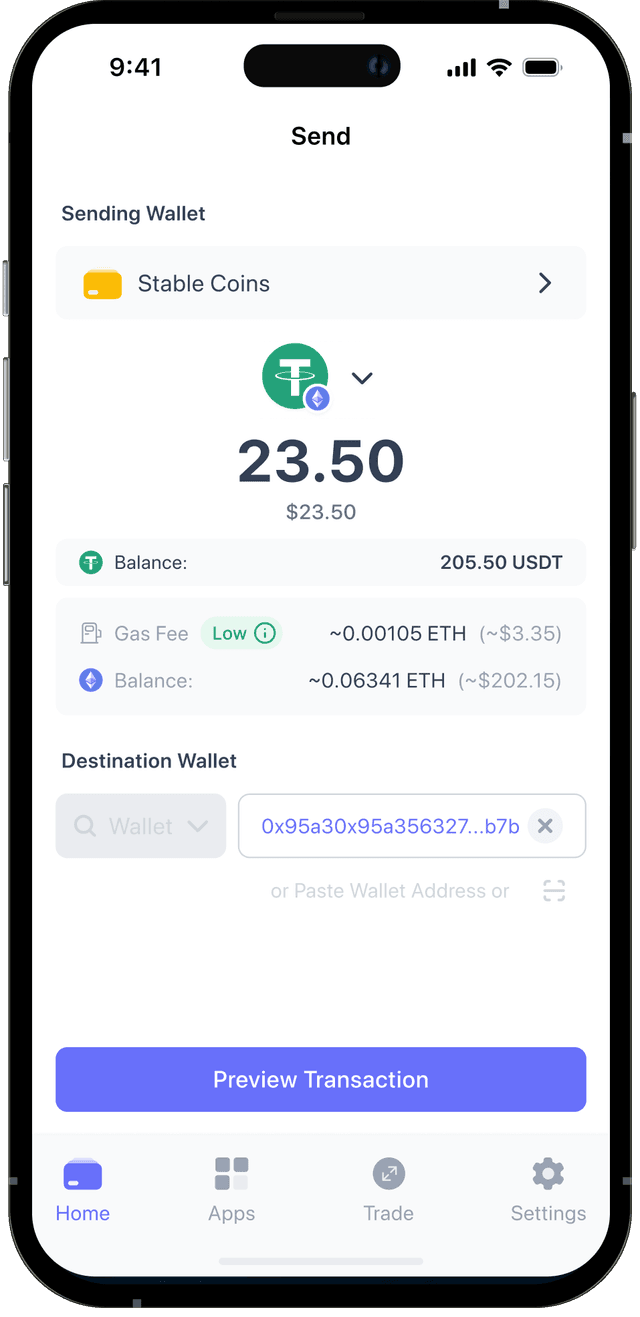 9:41
Send
Sending Wallet
Stable Coins
23.50
$23.50
Balance: 205.50 USDT
Gas Fee Low ~0.00105 ETH (~$3.35)
Balance: ~0.06341 ETH (~$202.15)
Destination Wallet
Wallet 0x95a30x95a356327...b7b
or Paste Wallet Address or
Preview Transaction
Home Apps Trade Settings